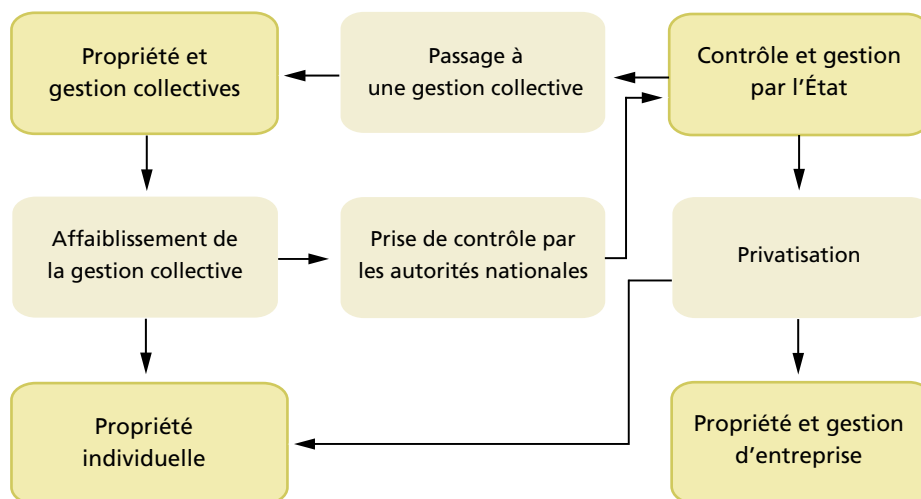 Propriété et
gestion collectives
Passage à
une gestion collective
Contrôle et gestion
par l'État
Affaiblissement de
la gestion collective
Prise de contrôle par
les autorités nationales
Privatisation
Propriété
individuelle
Propriété et gestion
d'entreprise